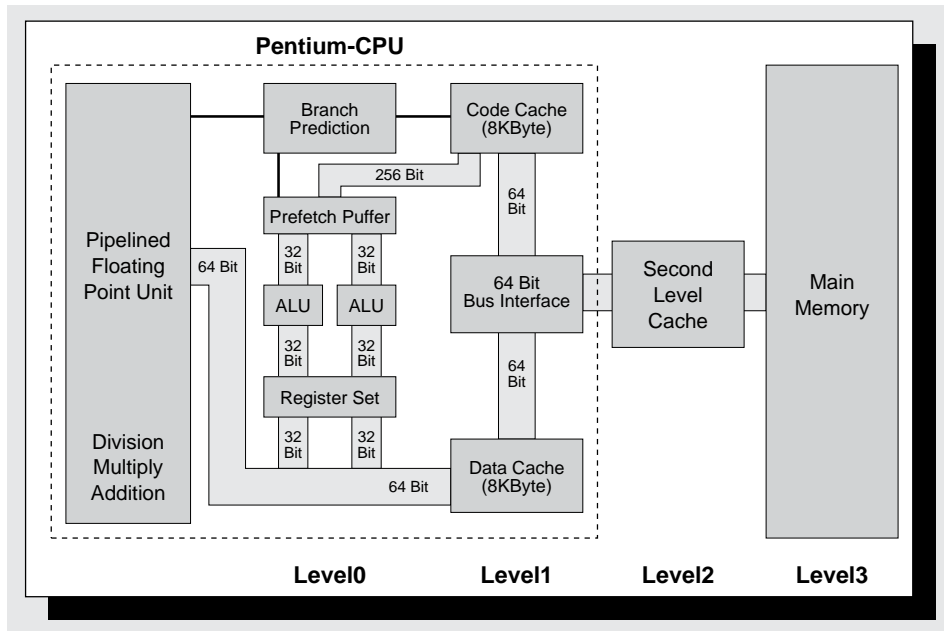 Pentium-CPU
Branch
Prediction
Code Cache
(8KByte)
256 Bit
64
Bit
Prefetch Puffer
Pipelined
Floating
Point Unit
64 Bit
32
Bit
32
Bit
ALU
ALU
64 Bit
Bus Interface
Second
Level
Cache
Main
Memory
32
Bit
32
Bit
64
Bit
Register Set
32
Bit
32
Bit
Division
Multiply
Addition
64 Bit
Data Cache
(8KByte)
Level0
Level1
Level2
Level3